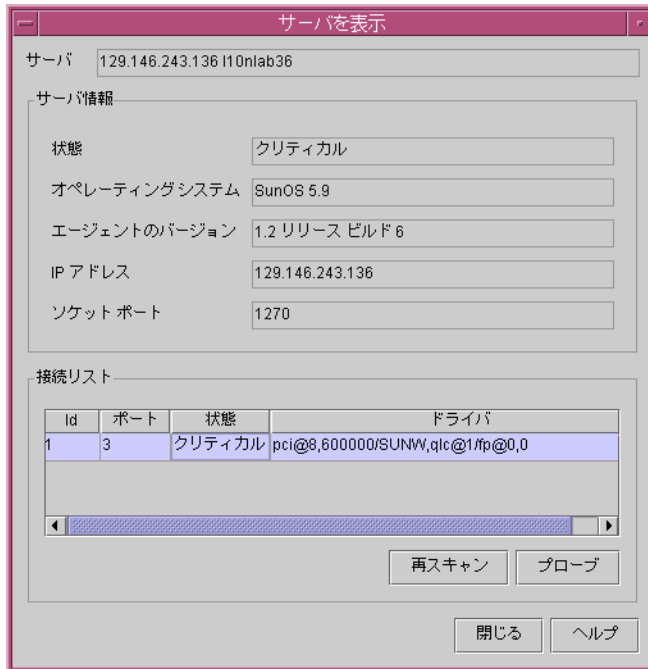 サーバを表示
サーバ 129.146.243.136 l10nlab36
サーバ情報
状態 クリティカル
オペレーティングシステム SunOS 5.9
エージェントのバージョン 1.2 リリース ビルド 6
IP アドレス 129.146.243.136
ソケット ポート 1270
接続リスト
Id ポート 状態 ドライバ
1 3 クリティカル pci@8,600000/SUNW,qlc@1/fp@0,0
再スキャン プローブ
閉じる ヘルプ